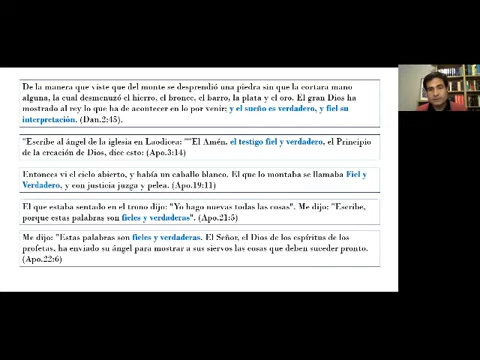 De la manera que viste que del monte se desprendió una piedra sin que la cortara mano
alguna, la cual desmenuzó el hierro, el bronce, el barro, la plata y el oro. El gran Dios ha
mostrado al rey lo que ha de acontecer en lo por venir; y el sueño es verdadero, y fiel su
interpretación. (Dan.2:45).
"Escribe al ángel de la iglesia en Laodicea: ""El Amén, el testigo fiel y verdadero, el Principio
de la creación de Dios, dice esto: (Apo.3:14)
Entonces vi el cielo abierto, y había un caballo blanco. El que lo montaba se llamaba Fiel y
Verdadero, y con justicia juzga y pelea. (Apo.19:11)
El que estaba sentado en el trono dijo: "Yo hago nuevas todas las cosas". Me dijo: "Escribe,
porque estas palabras son fieles y verdaderas". (Apo.21:5)
Me dijo: "Estas palabras son fieles y verdaderas. El Señor, el Dios de los espíritus de los
profetas, ha enviado su ángel para mostrar a sus siervos las cosas que deben suceder pronto.
(Apo.22:6)